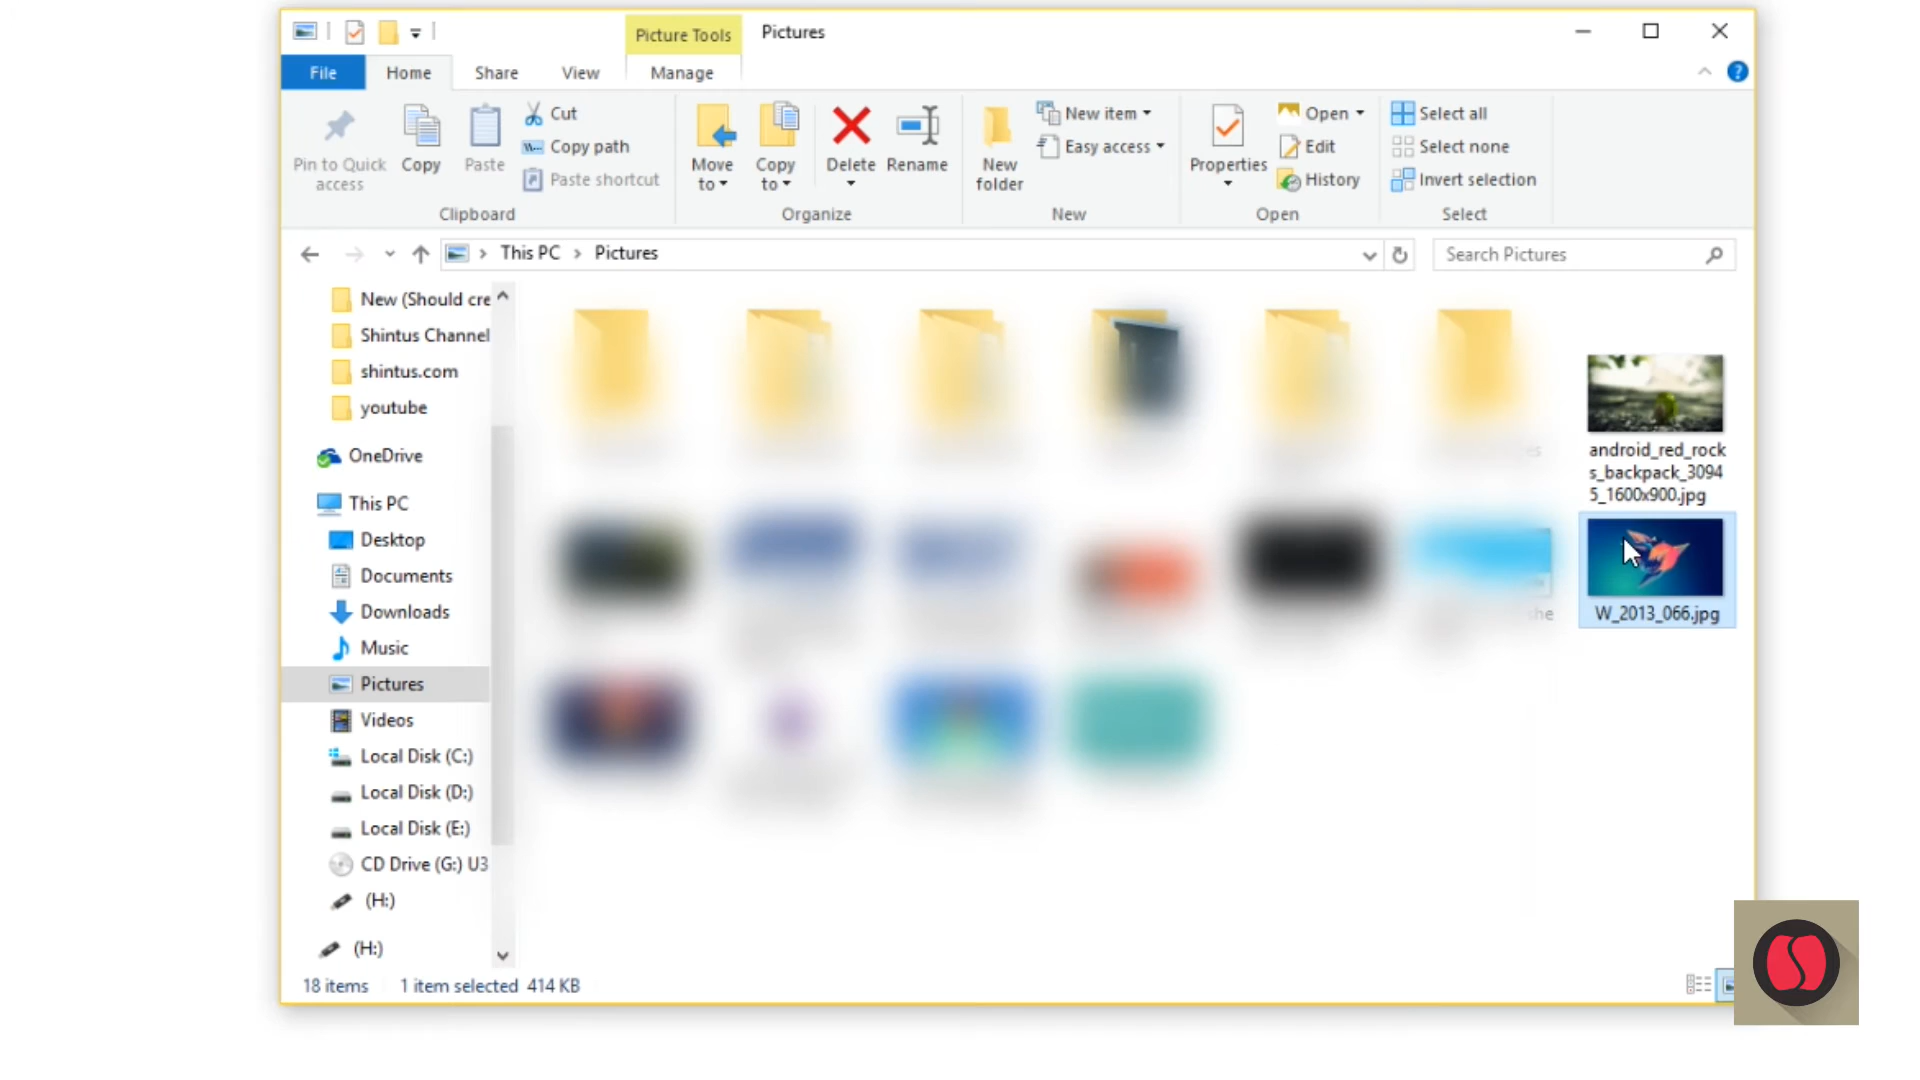 Picture Tools Pictures
File Home Share View Manage
Pin to Quick access
Copy
Paste
Cut
Copy path
Paste shortcut
Clipboard
Move to
Copy to
Delete
Rename
Organize
New folder
New item
Easy access
New
Properties
Open
Edit
History
Open
Select all
Select none
Invert selection
Select
This PC > Pictures
Search Pictures
New (Should cre
Shintus Channel
shintus.com
youtube
OneDrive
This PC
Desktop
Documents
Downloads
Music
Pictures
Videos
Local Disk (C:)
Local Disk (D:)
Local Disk (E:)
CD Drive (G:) U3
(H:)
(H:)
android_red_rock
s_backpack_3094
5_1600x900.jpg
W_2013_066.jpg
18 items 1 item selected 414 KB